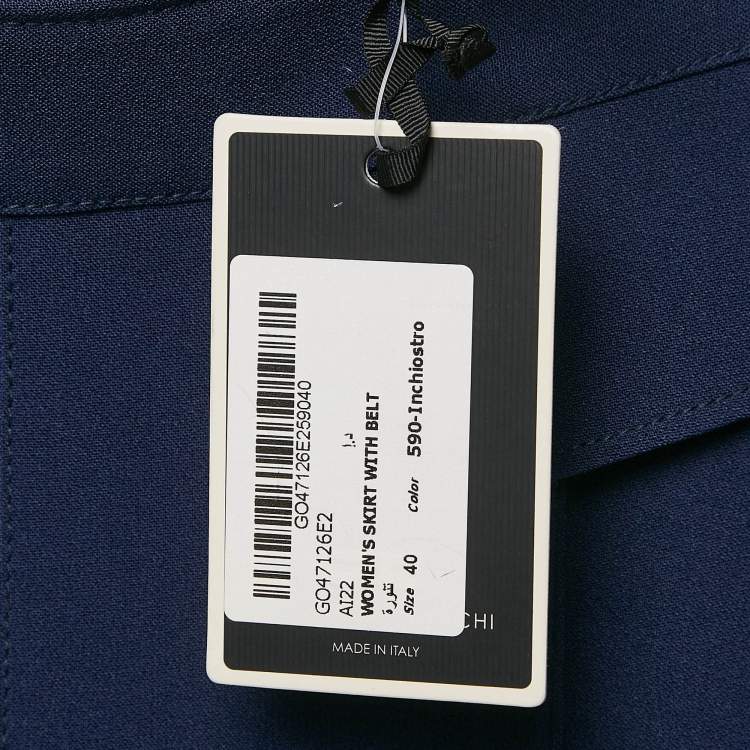 GO47126E259040
GO47126E2
AI22
د.إ
WOMEN'S SKIRT WITH BELT
تنورة
Size 40 Color 590-Inchiostro
CHI
MADE IN ITALY